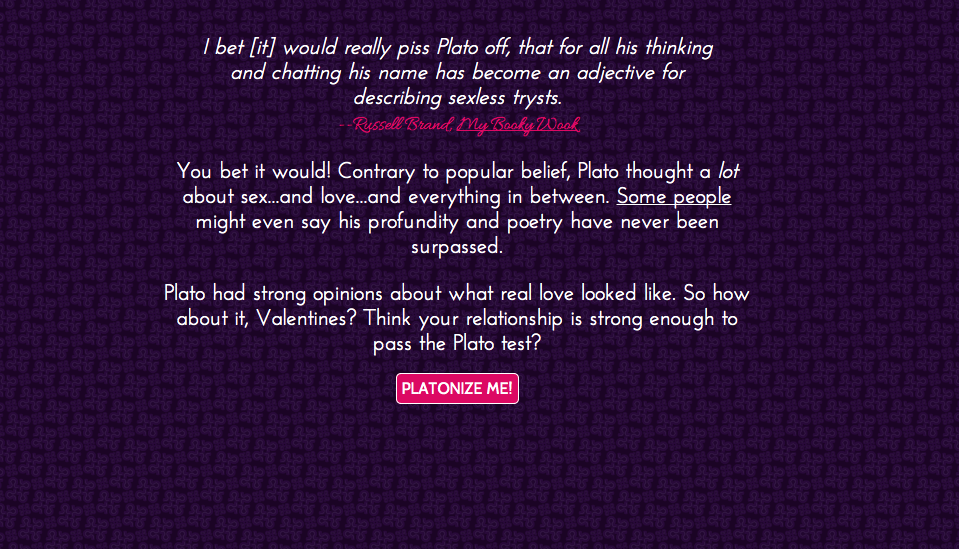 I bet [it] would really piss Plato off, that for all his thinking
and chatting his name has become an adjective for
describing sexless trysts.
--Russell Brand, My Booky Wook
You bet it would! Contrary to popular belief, Plato thought a lot
about sex...and love...and everything in between. Some people
might even say his profundity and poetry have never been
surpassed.
Plato had strong opinions about what real love looked like. So how
about it, Valentines? Think your relationship is strong enough to
pass the Plato test?
PLATONIZE ME!